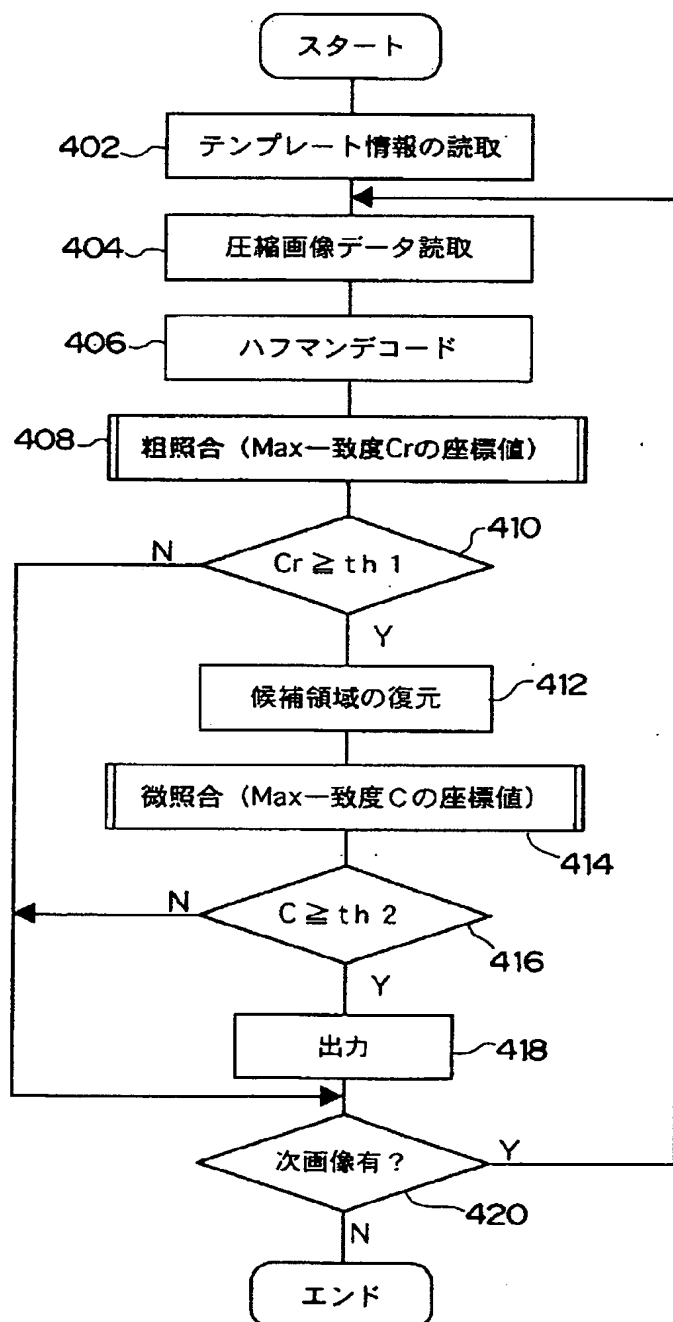 スタート
402
テンプレート情報の読取
404
圧縮画像データ読取
406
ハフマンデコード
408
粗照合（Max一致度Crの座標値）
410
N
Cr ≧ th 1
Y
412
候補領域の復元
微照合（Max一致度Cの座標値）
414
N
C ≧ th 2
416
Y
出力
418
次画像有？
Y
420
N
エンド